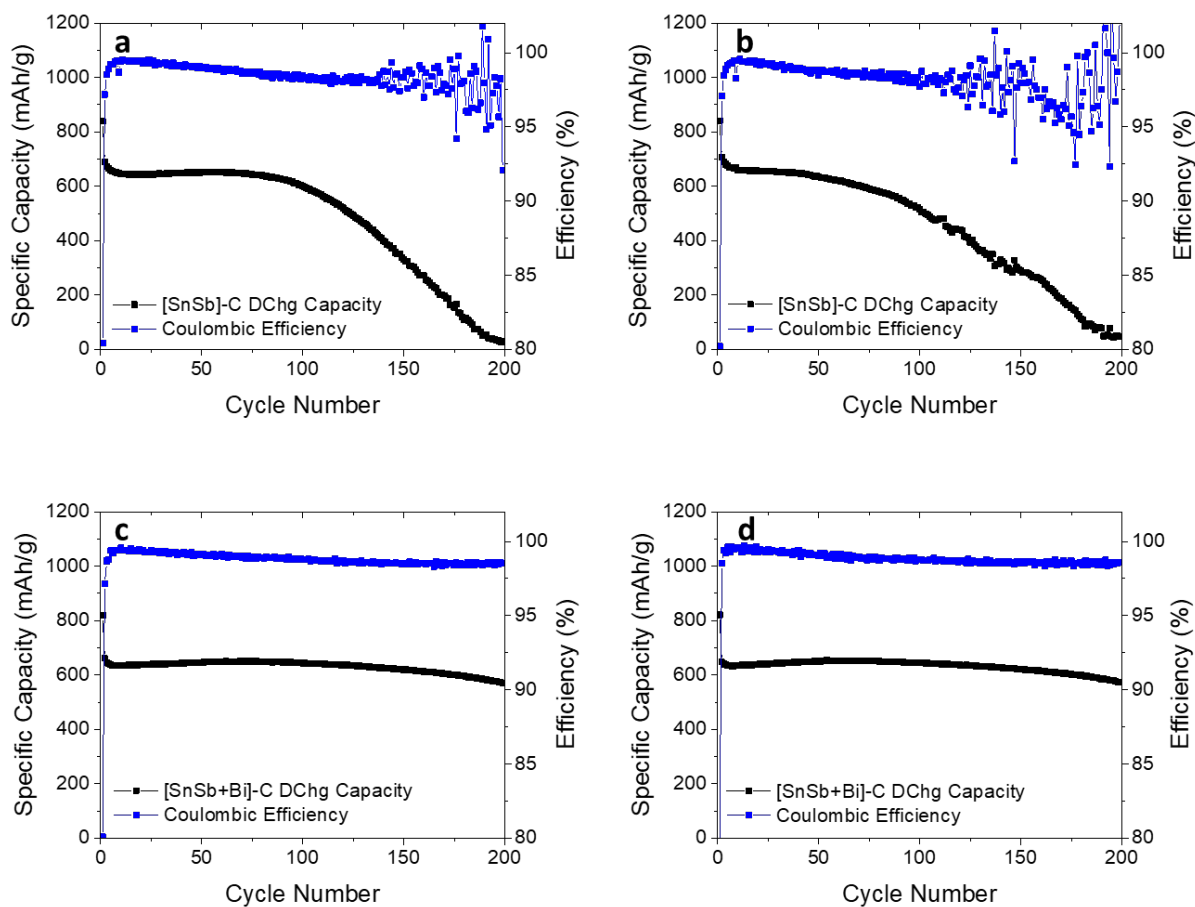 a
1200
1000
800
600
400
200
0
Specific Capacity (mAh/g)
100
95
90
85
80
Efficiency (%)
[SnSb]-C DChg Capacity
Coulombic Efficiency
0 50 100 150 200
Cycle Number
b
1200
1000
800
600
400
200
0
Specific Capacity (mAh/g)
100
95
90
85
80
Efficiency (%)
[SnSb]-C DChg Capacity
Coulombic Efficiency
0 50 100 150 200
Cycle Number
c
1200
1000
800
600
400
200
0
Specific Capacity (mAh/g)
100
95
90
85
80
Efficiency (%)
[SnSb+Bi]-C DChg Capacity
Coulombic Efficiency
0 50 100 150 200
Cycle Number
d
1200
1000
800
600
400
200
0
Specific Capacity (mAh/g)
100
95
90
85
80
Efficiency (%)
[SnSb+Bi]-C DChg Capacity
Coulombic Efficiency
0 50 100 150 200
Cycle Number